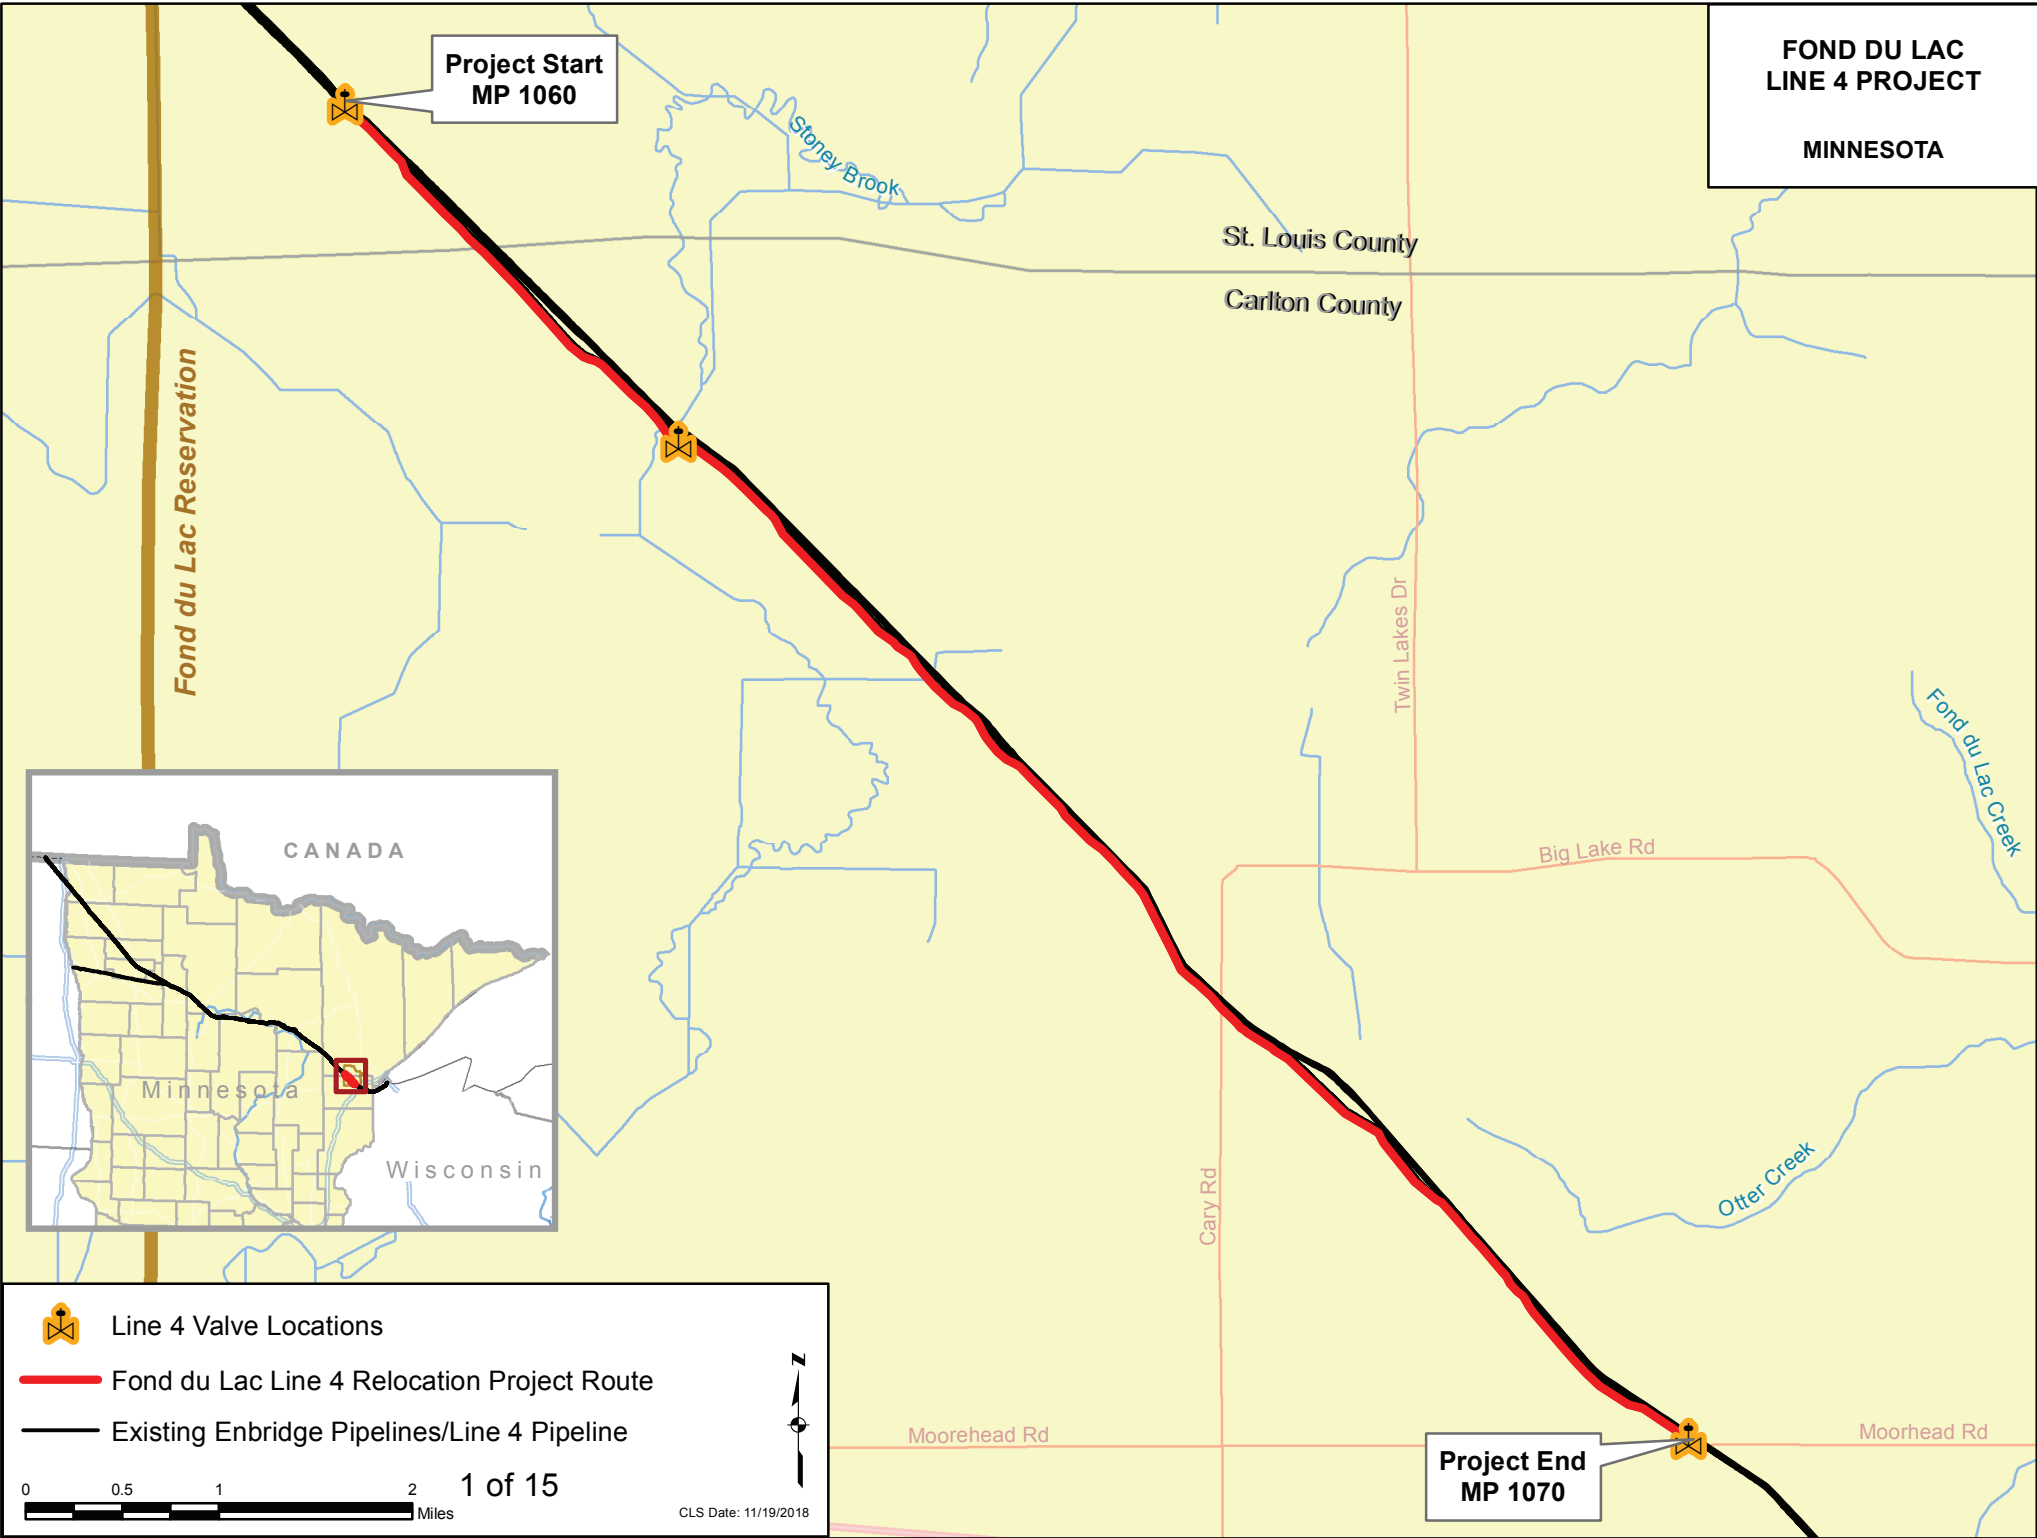 FOND DU LAC
LINE 4 PROJECT
MINNESOTA
Project Start
MP 1060
Stoney Brook
St. Louis County
Carlton County
Fond du Lac Reservation
Twin Lakes Dr
Fond du Lac Creek
Big Lake Rd
CANADA
Minnesota
Wisconsin
Cary Rd
Otter Creek
Moorehead Rd
Moorhead Rd
Project End
MP 1070
Line 4 Valve Locations
Fond du Lac Line 4 Relocation Project Route
Existing Enbridge Pipelines/Line 4 Pipeline
N
0 0.5 1 2
Miles
1 of 15
CLS Date: 11/19/2018